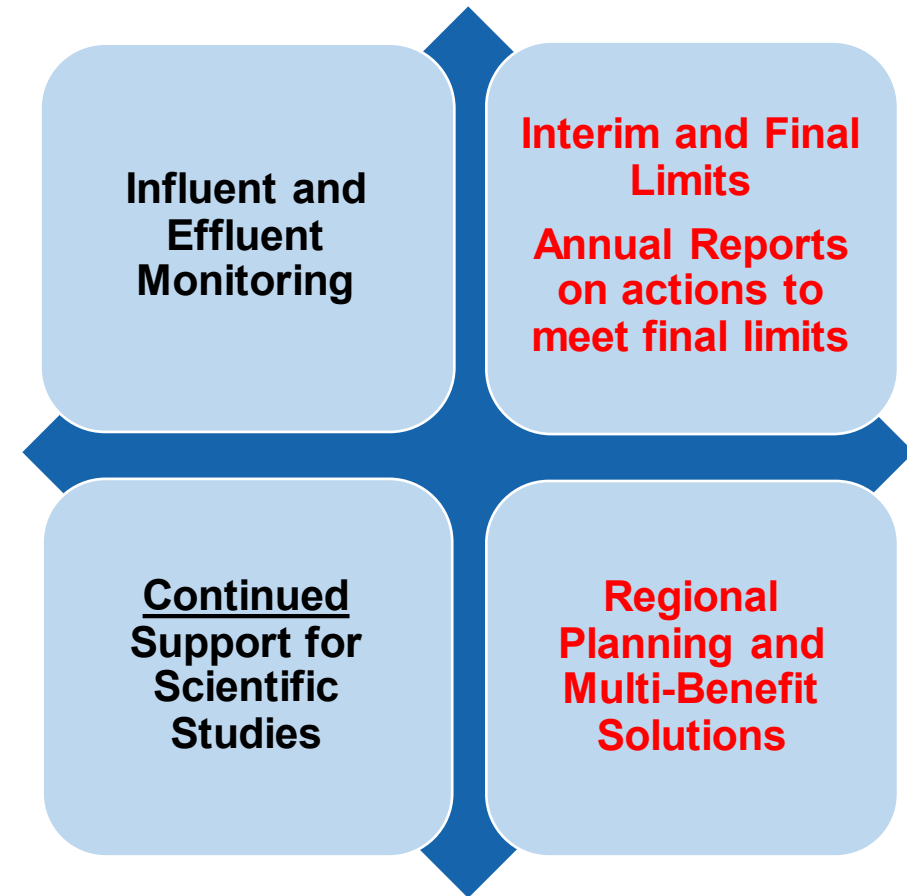 Influent and
Effluent
Monitoring
Interim and Final
Limits
Annual Reports
on actions to
meet final limits
Continued
Support for
Scientific
Studies
Regional
Planning and
Multi-Benefit
Solutions